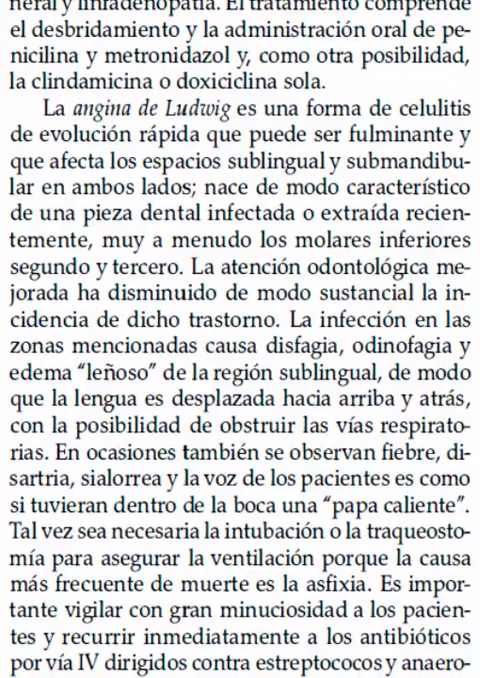 neral y linfadenopatía. El tratamiento comprende
el desbridamiento y la administración oral de pe-
nicilina y metronidazol y, como otra posibilidad,
la clindamicina o doxiciclina sola.
La angina de Ludwig es una forma de celulitis
de evolución rápida que puede ser fulminante y
que afecta los espacios sublingual y submandibu-
lar en ambos lados; nace de modo característico
de una pieza dental infectada o extraída recien-
temente, muy a menudo los molares inferiores
segundo y tercero. La atención odontológica me-
jorada ha disminuido de modo sustancial la in-
cidencia de dicho trastorno. La infección en las
zonas mencionadas causa disfagia, odinofagia y
edema “leñoso” de la región sublingual, de modo
que la lengua es desplazada hacia arriba y atrás,
con la posibilidad de obstruir las vías respirato-
rias. En ocasiones también se observan fiebre, di-
sartria, sialorrea y la voz de los pacientes es como
si tuvieran dentro de la boca una “papa caliente”.
Tal vez sea necesaria la intubación o la traqueosto-
mía para asegurar la ventilación porque la causa
más frecuente de muerte es la asfixia. Es impor-
tante vigilar con gran minuciosidad a los pacien-
tes y recurrir inmediatamente a los antibióticos
por vía IV dirigidos contra estreptococos y anaero-